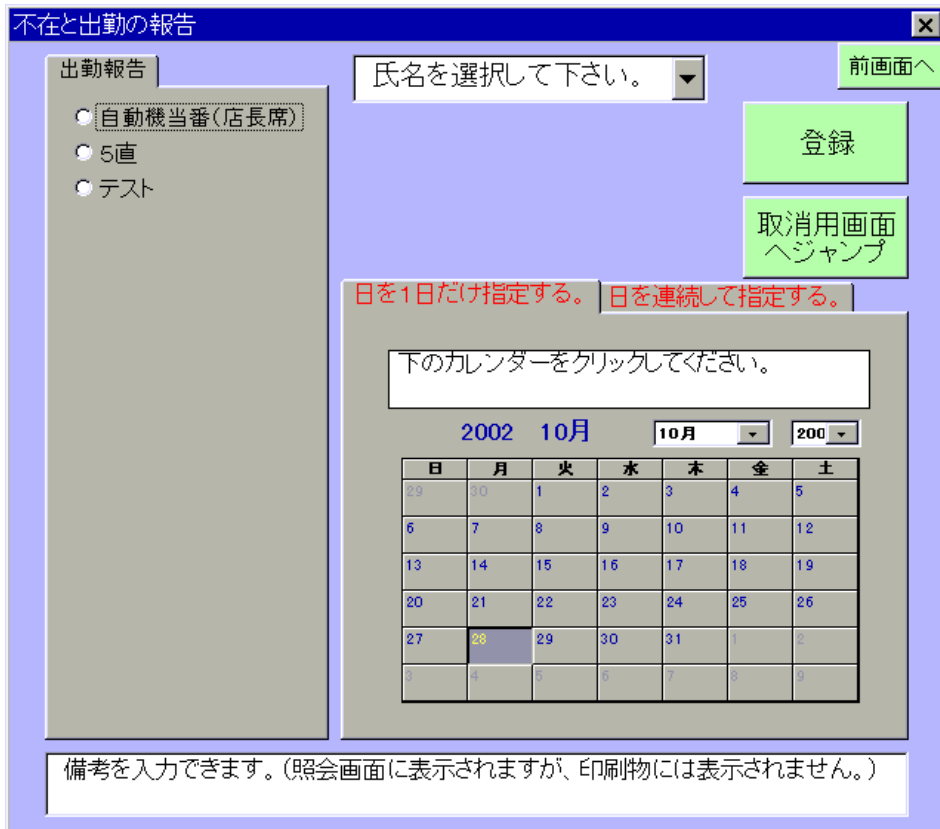 不在と出勤の報告
前画面へ
出勤報告
氏名を選択して下さい。
自動機当番(店長席)
5直
テスト
登録
取消用画面
へジャンプ
日を1日だけ指定する。 日を連続して指定する。
下のカレンダーをクリックしてください。
2002 10月 10月 200
日 月 火 水 木 金 土
29 30 1 2 3 4 5
6 7 8 9 10 11 12
13 14 15 16 17 18 19
20 21 22 23 24 25 26
27 28 29 30 31 1 2
3 4 5 6 7 8 9
備考を入力できます。(照会画面に表示されますが、印刷物には表示されません。)